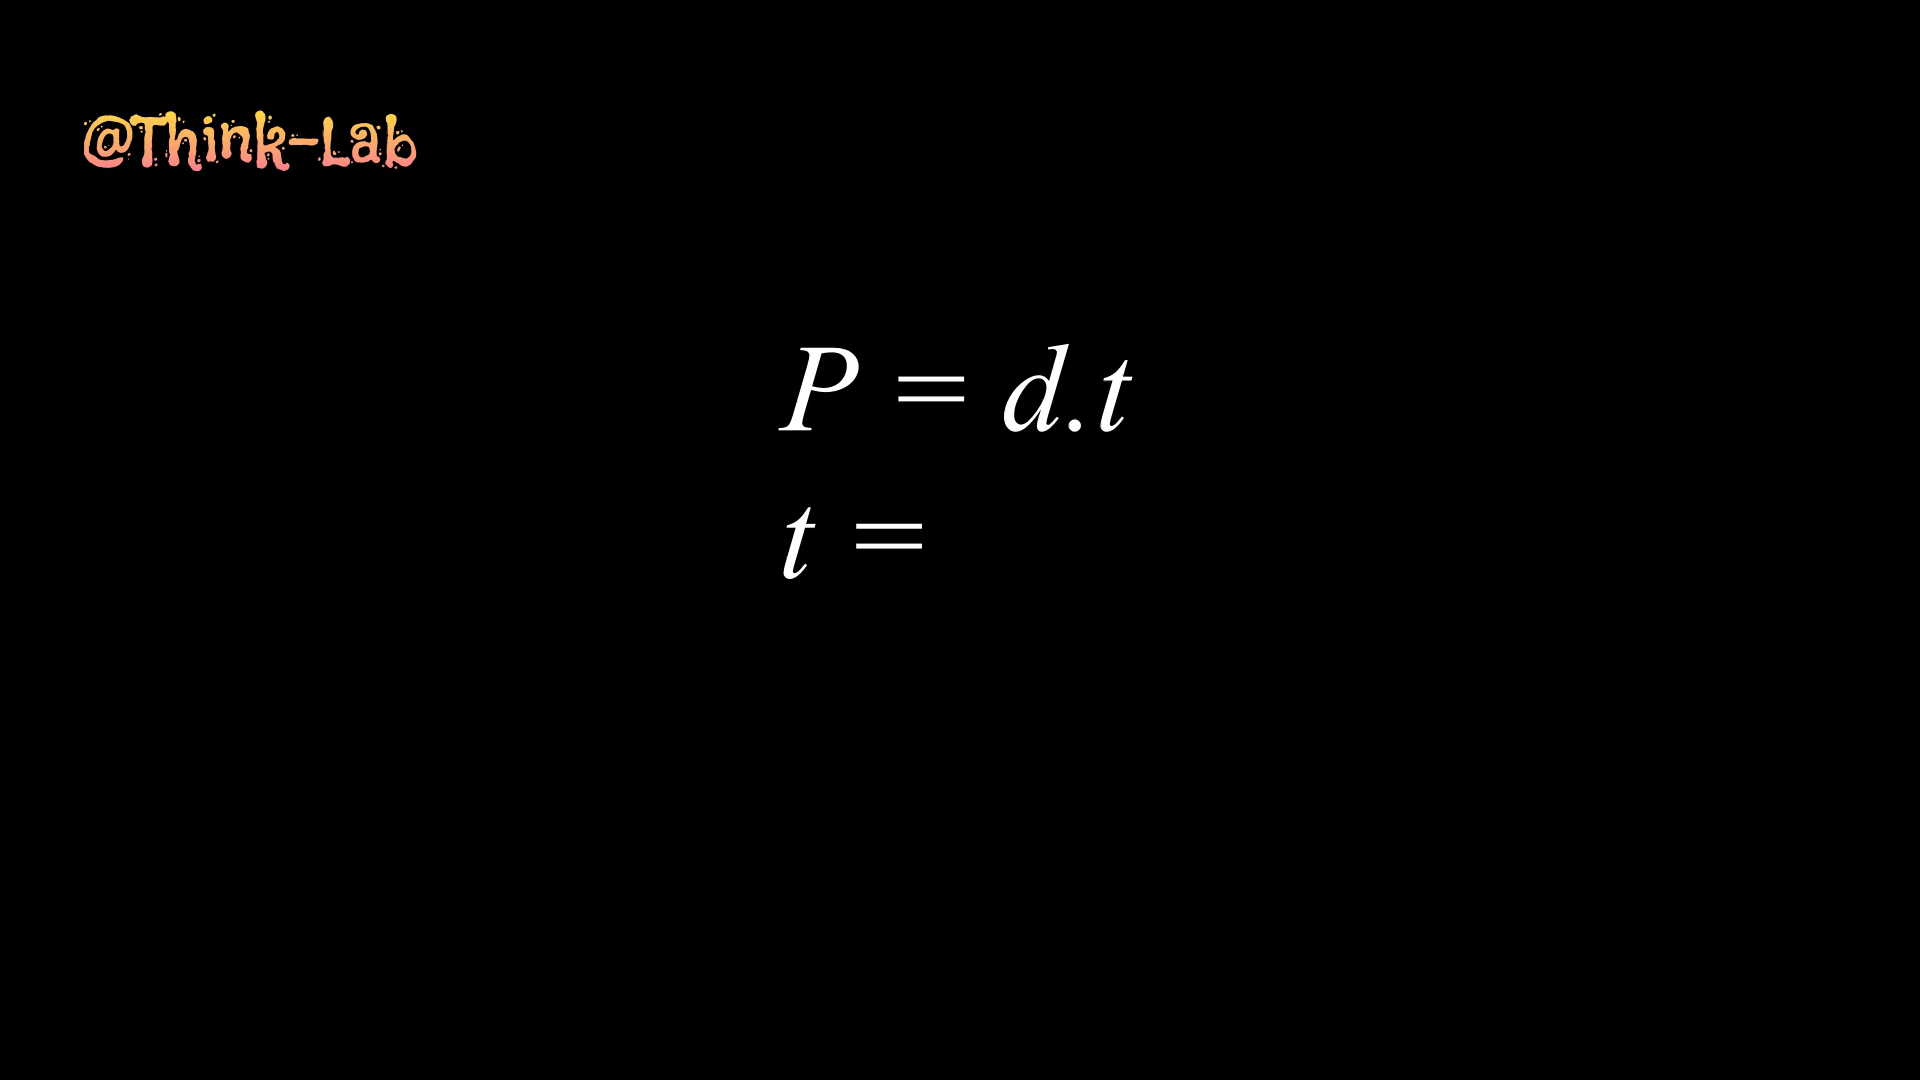 @Think-Lab
P = d.t
t =